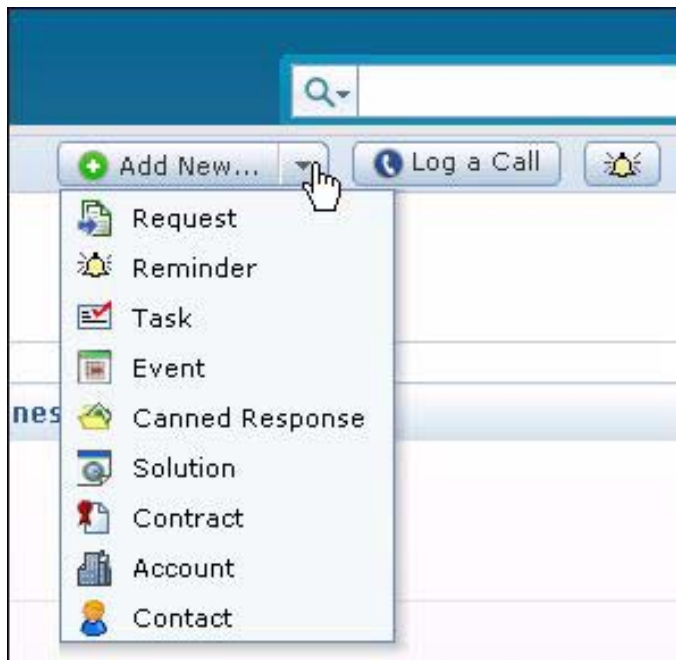 Add New... Log a Call
Request
Reminder
Task
Event
nes
Canned Response
Solution
Contract
Account
Contact